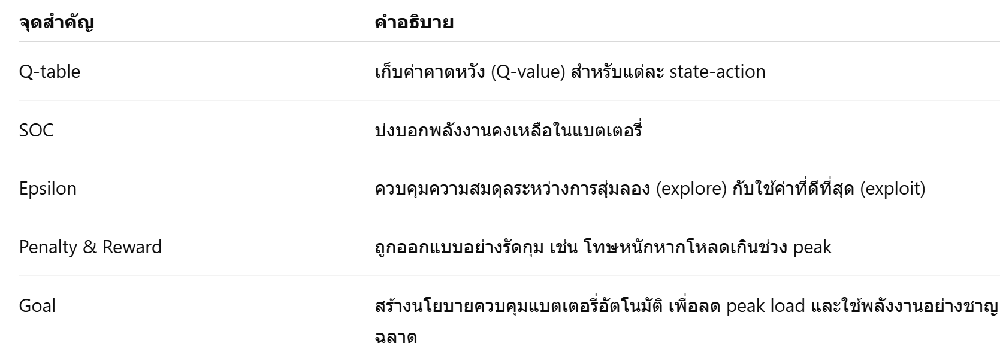 จุดสำคัญ คำอธิบาย
Q-table เก็บค่าคาดหวัง (Q-value) สำหรับแต่ละ state-action
SOC บ่งบอกพลังงานคงเหลือในแบตเตอรี่
Epsilon ควบคุมความสมดุลระหว่างการสุ่มลอง (explore) กับใช้ค่าที่ดีที่สุด (exploit)
Penalty & Reward ถูกออกแบบอย่างรัดกุม เช่น โทษหนักหากโหลดเกินช่วง peak
Goal สร้างนโยบายควบคุมแบตเตอรี่อัตโนมัติ เพื่อลด peak load และใช้พลังงานอย่างชาญ
ฉลาด